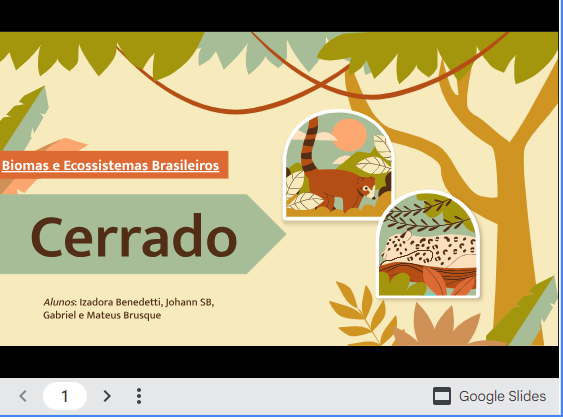 Biomas e Ecossistemas Brasileiros
Cerrado
Alunos: Izadora Benedetti, Johann SB,
Gabriel e Mateus Brusque
1
Google Slides